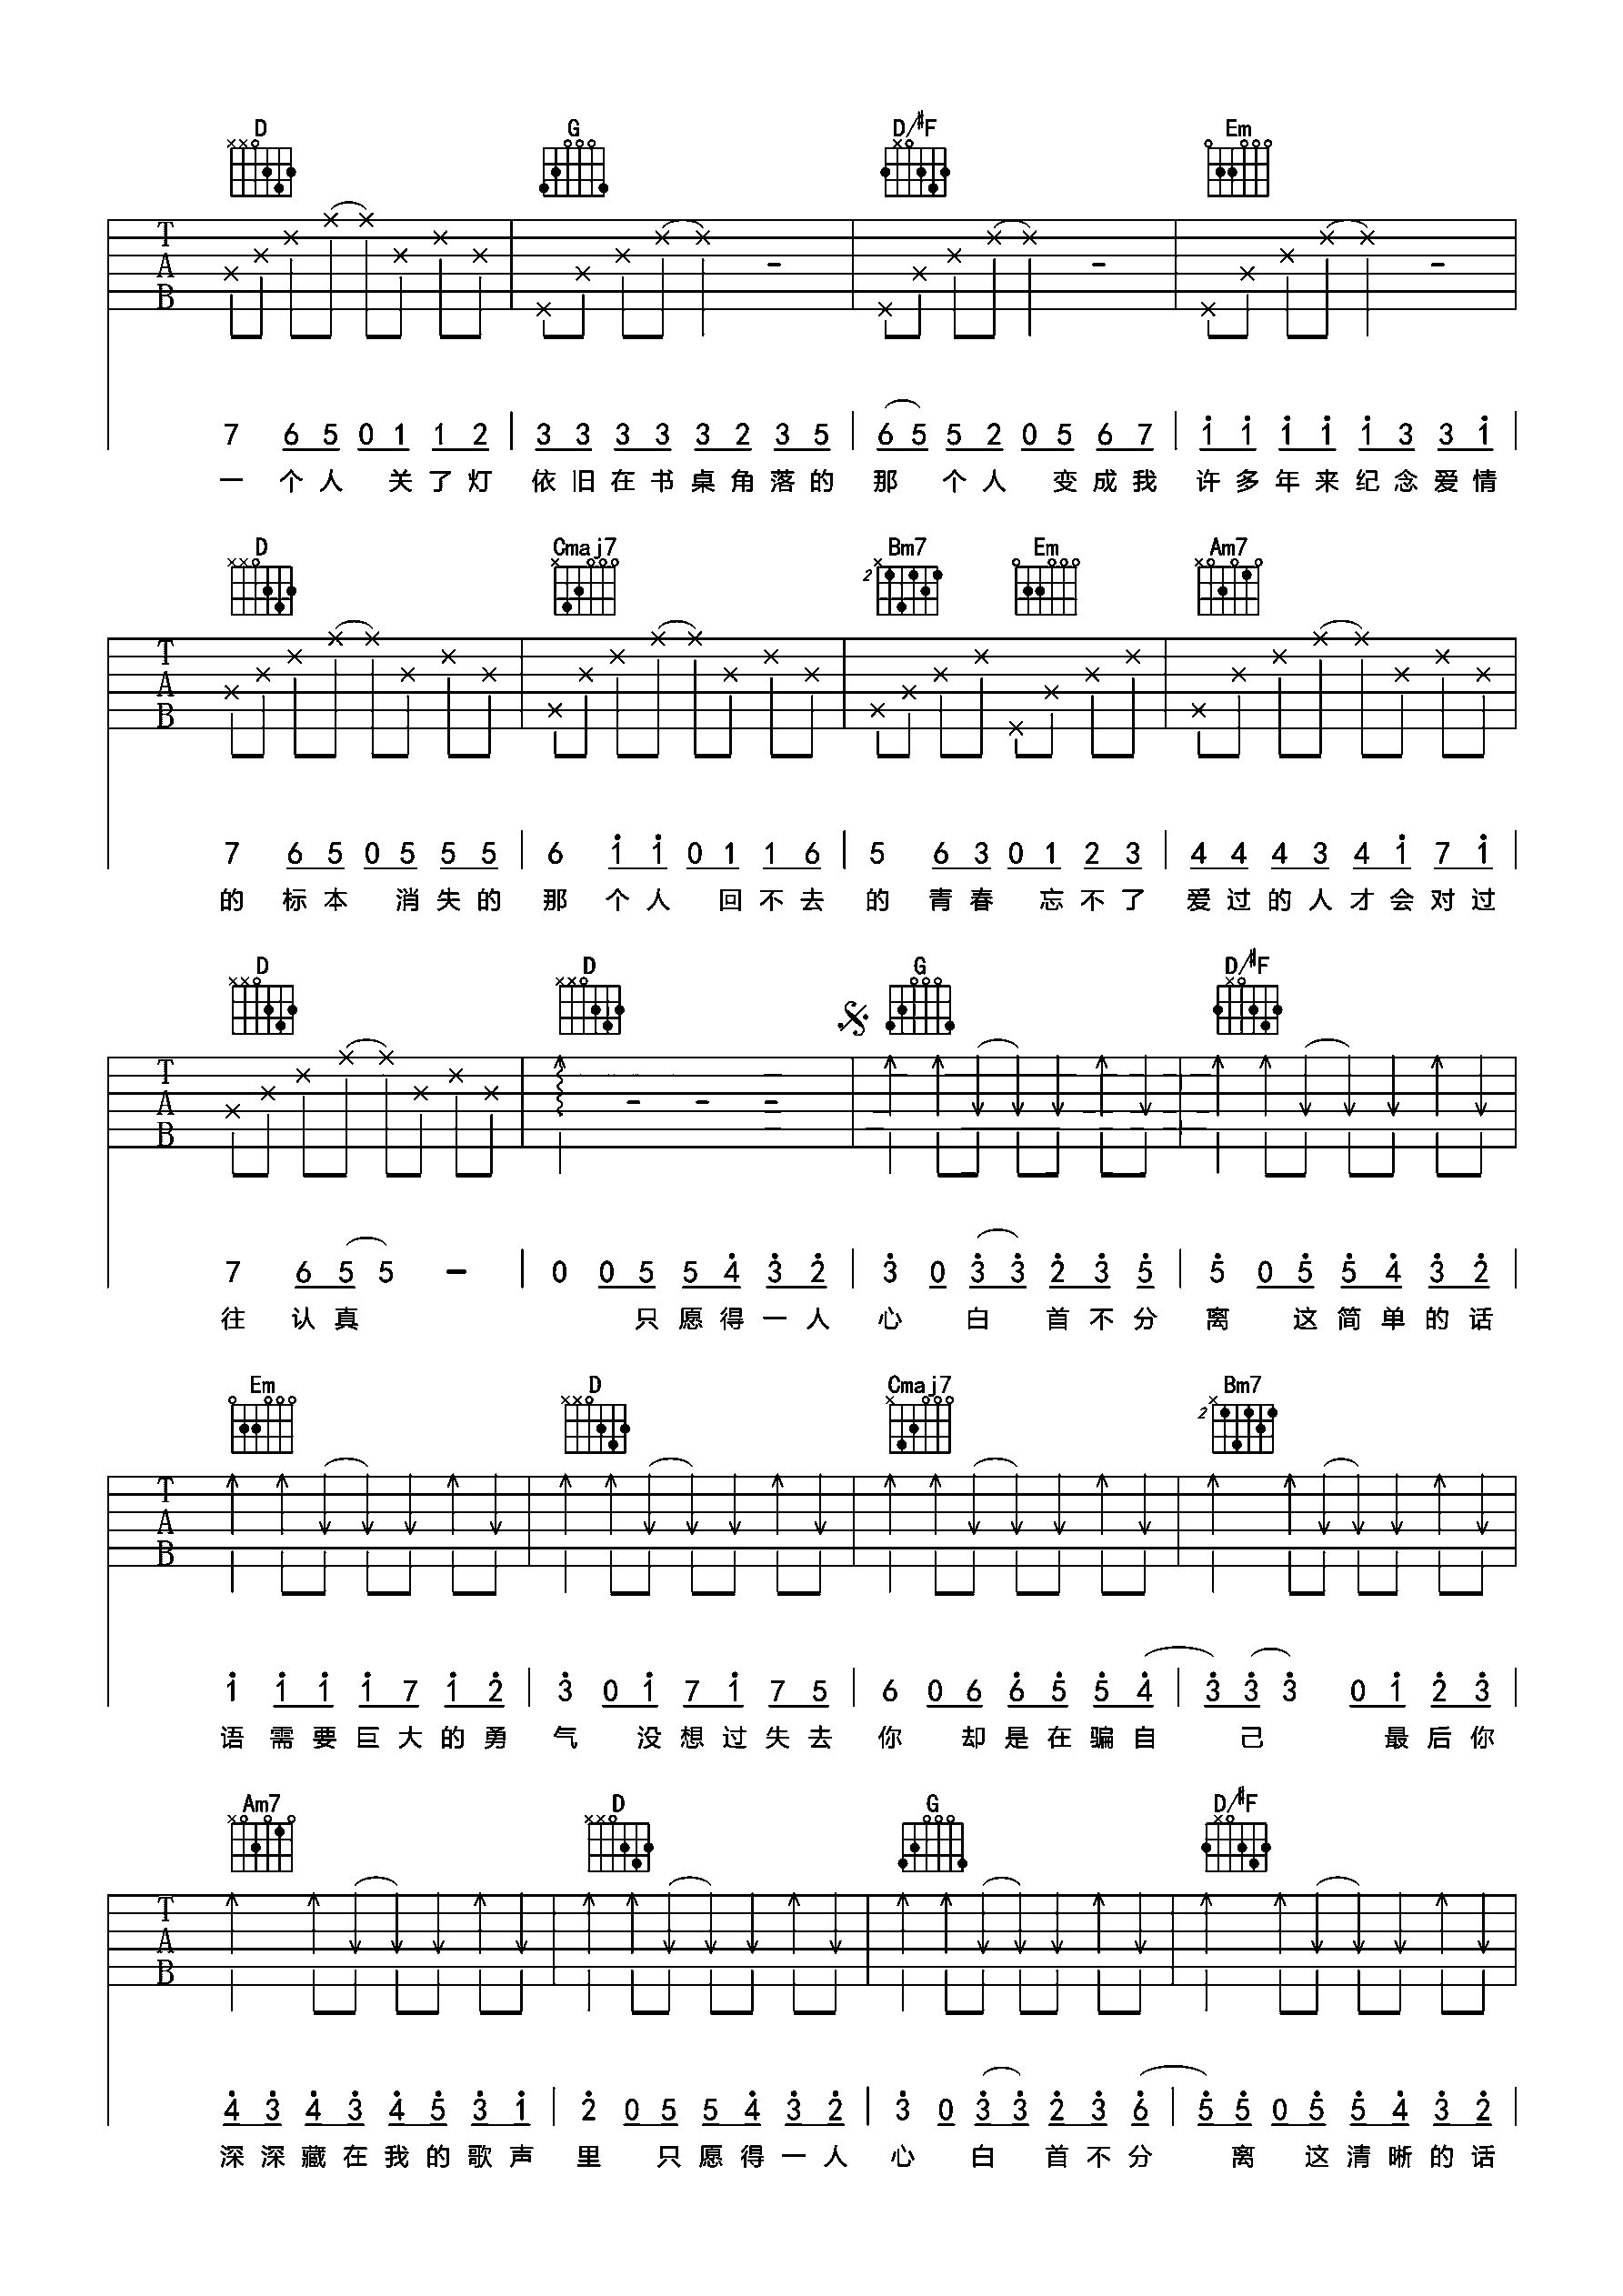 D G D/#F Em
T A B
7 6 5 0 1 1 2 | 3 3 3 3 3 2 3 5 | 6 5 5 2 0 5 6 7 | i i i i i 3 3 i |
一 个 人 关 了 灯 依 旧 在 书 桌 角 落 的 那 个 人 变 成 我 许 多 年 来 纪 念 爱 情
D Cmaj7 Bm7 Em Am7
2
T A B
7 6 5 0 5 5 5 | 6 i i 0 1 1 6 | 5 6 3 0 1 2 3 | 4 4 4 3 4 i 7 i |
的 标 本 消 失 的 那 个 人 回 不 去 的 青 春 忘 不 了 爱 过 的 人 才 会 对 过
D D G D/#F
T A B
7 6 5 5 - | 0 0 5 5 4̇ 3̇ 2̇ | 3̇ 0 3̇ 3̇ 2̇ 3̇ 5̇ | 5̇ 0 5̇ 5̇ 4̇ 3̇ 2̇ |
往 认 真 只 愿 得 一 人 心 白 首 不 分 离 这 简 单 的 话
Em D Cmaj7 Bm7
2
T A B
i i i i 7 i 2̇ | 3̇ 0 i 7 i 7 5 | 6 0 6̇ 6̇ 5̇ 5̇ 4̇ | 3̇ 3̇ 3̇ 0 i 2̇ 3̇ |
语 需 要 巨 大 的 勇 气 没 想 过 失 去 你 却 是 在 骗 自 己 最 后 你
Am7 D G D/#F
T A B
4̇ 3̇ 4̇ 3̇ 4̇ 5̇ 3̇ i | 2̇ 0 5 5 4̇ 3̇ 2̇ | 3̇ 0 3̇ 3̇ 2̇ 3̇ 6̇ | 5̇ 5̇ 0 5̇ 5̇ 4̇ 3̇ 2̇ |
深 深 藏 在 我 的 歌 声 里 只 愿 得 一 人 心 白 首 不 分 离 这 清 晰 的 话